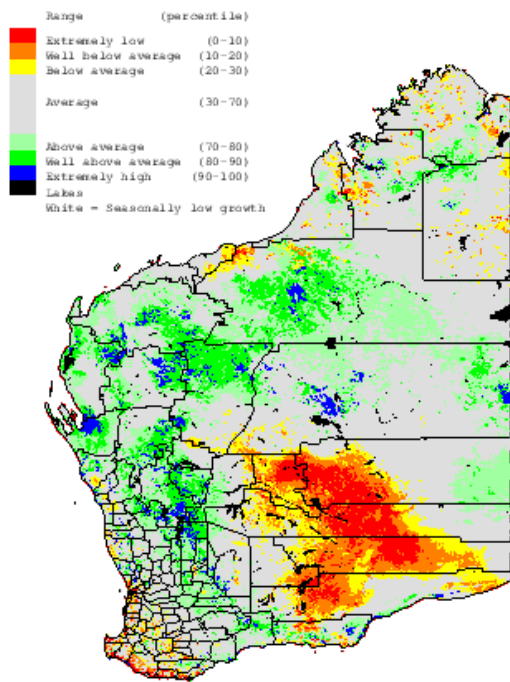 Range (percentile)
Extremely low (0-10)
Well below average (10-20)
Below average (20-30)
Average (30-70)
Above average (70-80)
Well above average (80-90)
Extremely high (90-100)
Lakes
White = Seasonally low growth